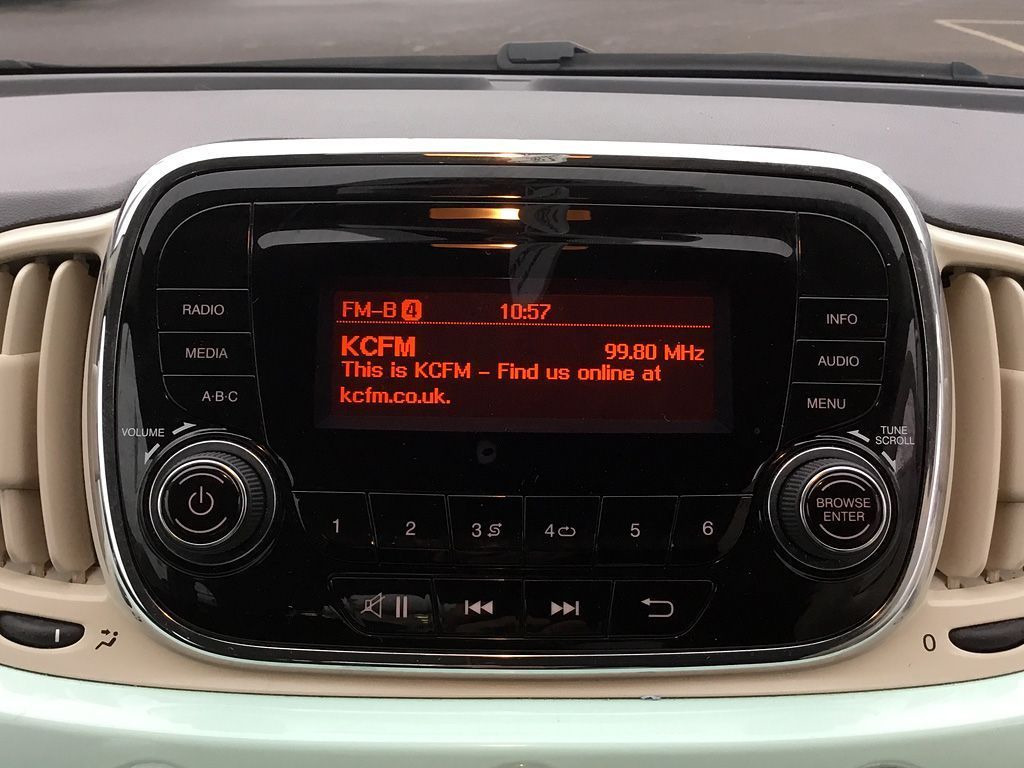 FM-B 4 10:57
KCFM 99.80 MHz
This is KCFM - Find us online at
kcfm.co.uk.
RADIO
MEDIA
A·B·C
VOLUME
INFO
AUDIO
MENU
TUNE
SCROLL
BROWSE
ENTER
1 2 3 4 5 6
0